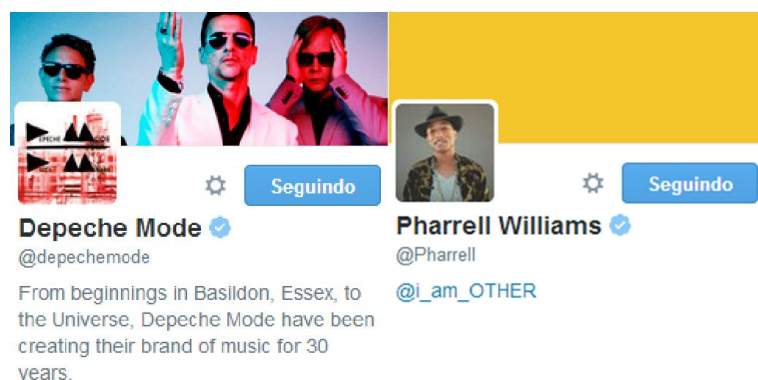 Seguindo
Depeche Mode
@depechemode
From beginnings in Basildon, Essex, to
the Universe, Depeche Mode have been
creating their brand of music for 30
years.
Seguindo
Pharrell Williams
@Pharrell
@i_am_OTHER